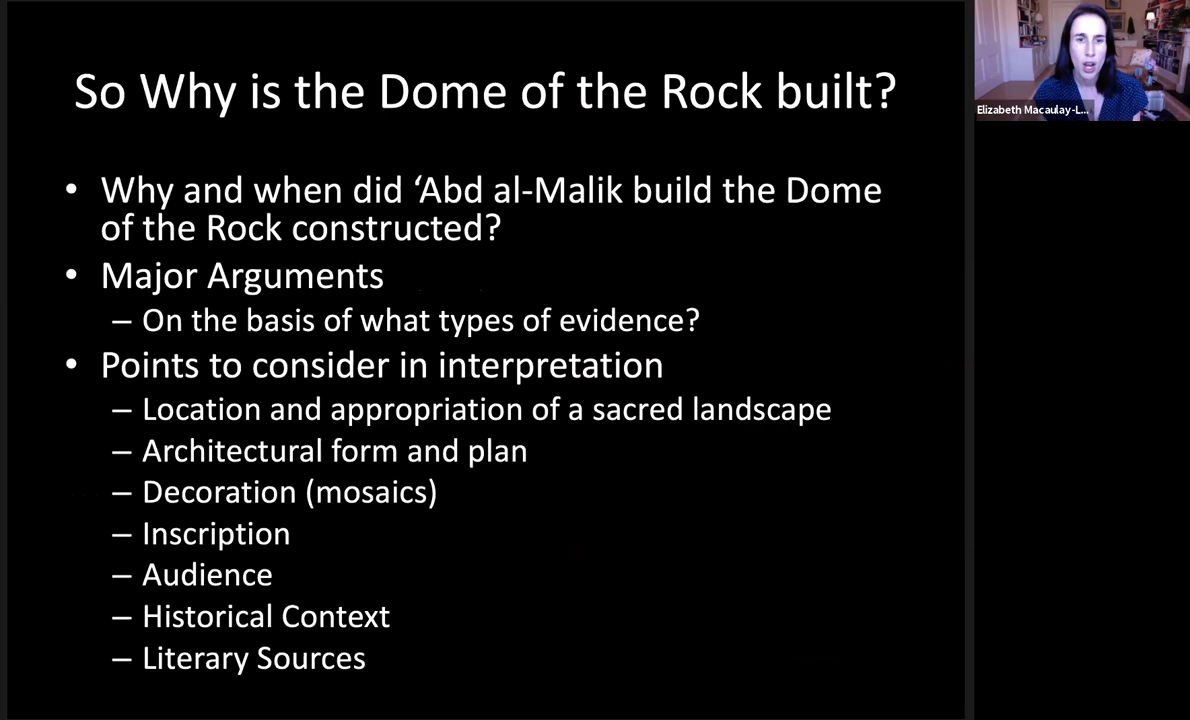 So Why is the Dome of the Rock built?
• Why and when did ‘Abd al-Malik build the Dome
of the Rock constructed?
• Major Arguments
– On the basis of what types of evidence?
• Points to consider in interpretation
– Location and appropriation of a sacred landscape
– Architectural form and plan
– Decoration (mosaics)
– Inscription
– Audience
– Historical Context
– Literary Sources
Elizabeth Macaulay-L...